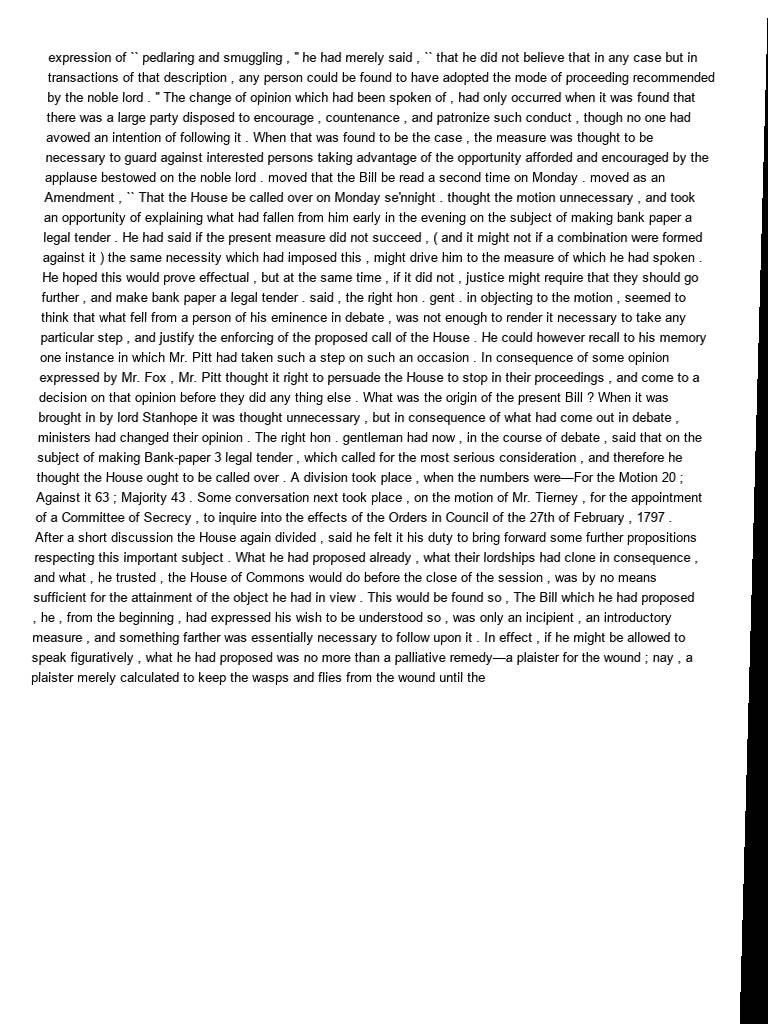 expression of `` pedlaring and smuggling , '' he had merely said , `` that he did not believe that in any case but in
transactions of that description , any person could be found to have adopted the mode of proceeding recommended
by the noble lord . '' The change of opinion which had been spoken of , had only occurred when it was found that
there was a large party disposed to encourage , countenance , and patronize such conduct , though no one had
avowed an intention of following it . When that was found to be the case , the measure was thought to be
necessary to guard against interested persons taking advantage of the opportunity afforded and encouraged by the
applause bestowed on the noble lord . moved that the Bill be read a second time on Monday . moved as an
Amendment , `` That the House be called over on Monday se'nnight . thought the motion unnecessary , and took
an opportunity of explaining what had fallen from him early in the evening on the subject of making bank paper a
legal tender . He had said if the present measure did not succeed , ( and it might not if a combination were formed
against it ) the same necessity which had imposed this , might drive him to the measure of which he had spoken .
He hoped this would prove effectual , but at the same time , if it did not , justice might require that they should go
further , and make bank paper a legal tender . said , the right hon . gent . in objecting to the motion , seemed to
think that what fell from a person of his eminence in debate , was not enough to render it necessary to take any
particular step , and justify the enforcing of the proposed call of the House . He could however recall to his memory
one instance in which Mr. Pitt had taken such a step on such an occasion . In consequence of some opinion
expressed by Mr. Fox , Mr. Pitt thought it right to persuade the House to stop in their proceedings , and come to a
decision on that opinion before they did any thing else . What was the origin of the present Bill ? When it was
brought in by lord Stanhope it was thought unnecessary , but in consequence of what had come out in debate ,
ministers had changed their opinion . The right hon . gentleman had now , in the course of debate , said that on the
subject of making Bank-paper 3 legal tender , which called for the most serious consideration , and therefore he
thought the House ought to be called over . A division took place , when the numbers were—For the Motion 20 ;
Against it 63 ; Majority 43 . Some conversation next took place , on the motion of Mr. Tierney , for the appointment
of a Committee of Secrecy , to inquire into the effects of the Orders in Council of the 27th of February , 1797 .
After a short discussion the House again divided , said he felt it his duty to bring forward some further propositions
respecting this important subject . What he had proposed already , what their lordships had clone in consequence ,
and what , he trusted , the House of Commons would do before the close of the session , was by no means
sufficient for the attainment of the object he had in view . This would be found so , The Bill which he had proposed
, he , from the beginning , had expressed his wish to be understood so , was only an incipient , an introductory
measure , and something farther was essentially necessary to follow upon it . In effect , if he might be allowed to
speak figuratively , what he had proposed was no more than a palliative remedy—a plaister for the wound ; nay , a
plaister merely calculated to keep the wasps and flies from the wound until the